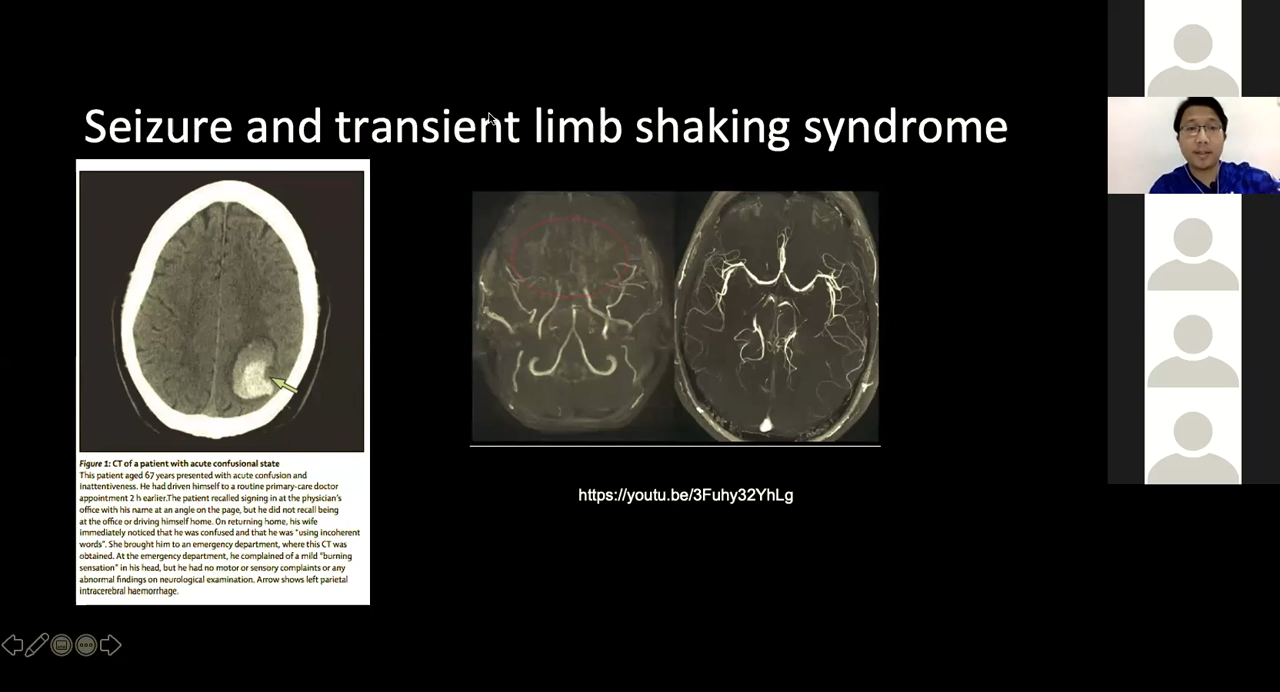 Seizure and transient limb shaking syndrome
Figure 1: CT of a patient with acute confusional state
This patient aged 67 years presented with acute confusion and
inattentiveness. He had driven himself to a routine primary-care doctor
appointment 2 h earlier.The patient recalled signing in at the physician's
office with his name at an angle on the page, but he did not recall being
at the office or driving himself home. On returning home, his wife
immediately noticed that he was confused and that he was "using incoherent
words". She brought him to an emergency department, where this CT was
obtained. At the emergency department, he complained of a mild "burning
sensation" in his head, but he had no motor or sensory complaints or any
abnormal findings on neurological examination. Arrow shows left parietal
intracerebral haemorrhage.
https://youtu.be/3Fuhy32YhLg